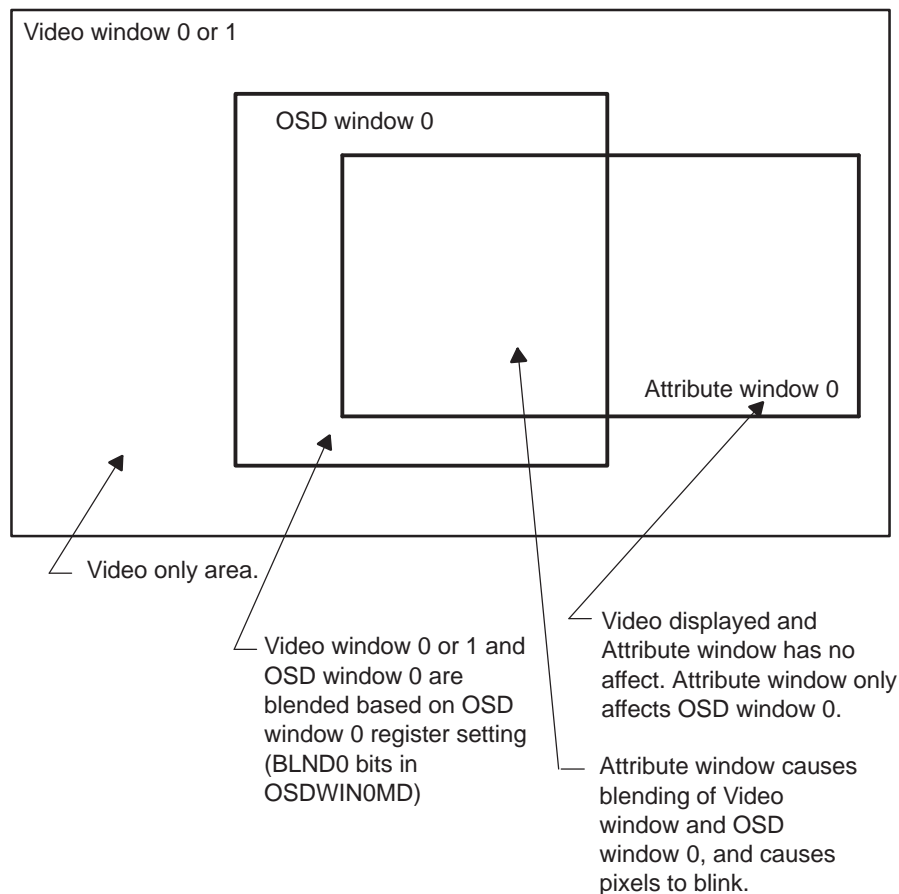 Video window 0 or 1
OSD window 0
Attribute window 0
Video only area.
Video window 0 or 1 and
OSD window 0 are
blended based on OSD
window 0 register setting
(BLND0 bits in
OSDWIN0MD)
Video displayed and
Attribute window has no
affect. Attribute window only
affects OSD window 0.
Attribute window causes
blending of Video
window and OSD
window 0, and causes
pixels to blink.